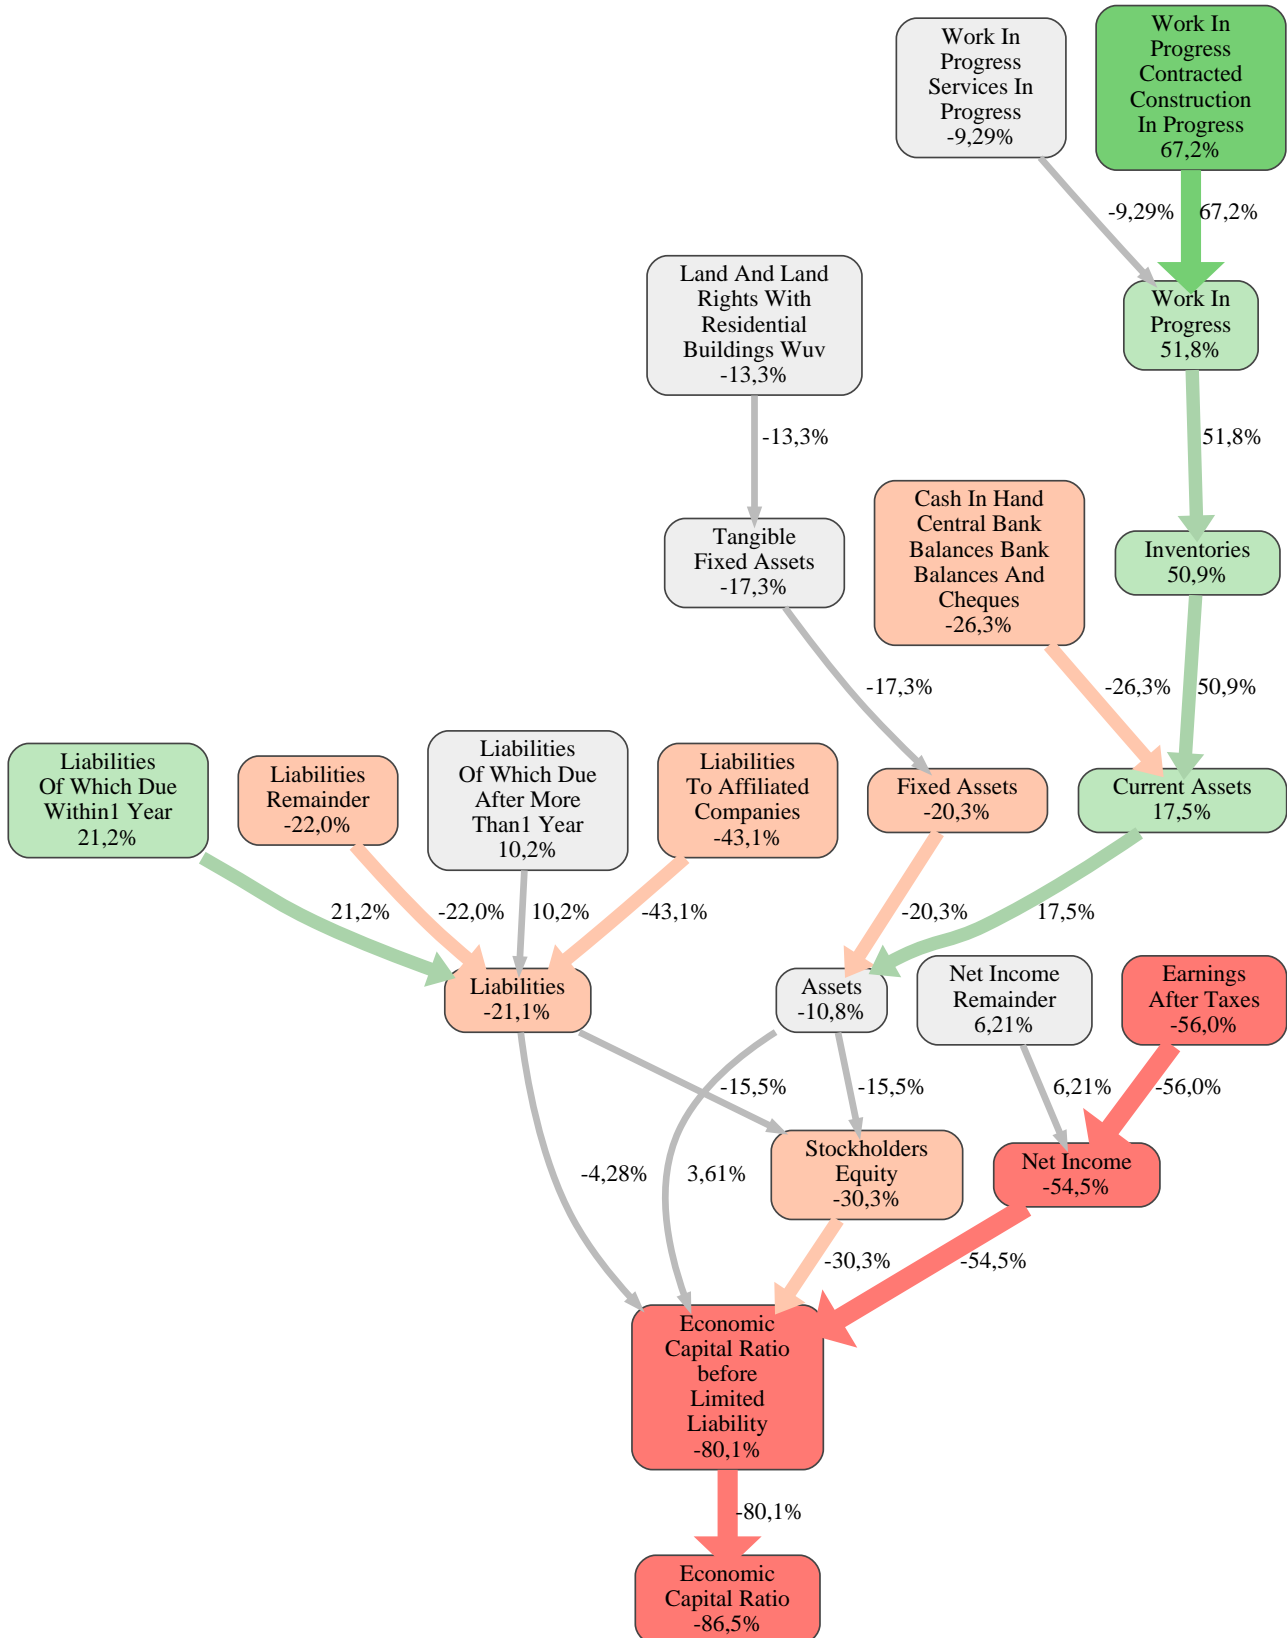 Work In
Progress
Services In
Progress
-9,29%
Work In
Progress
Contracted
Construction
In Progress
67,2%
-9,29%
67,2%
Land And Land
Rights With
Residential
Buildings Wuv
-13,3%
Work In
Progress
51,8%
-13,3%
51,8%
Cash In Hand
Central Bank
Balances Bank
Balances And
Cheques
-26,3%
Tangible
Fixed Assets
-17,3%
Inventories
50,9%
-17,3%
-26,3%
50,9%
Liabilities
Of Which Due
Within1 Year
21,2%
Liabilities
Remainder
-22,0%
Liabilities
Of Which Due
After More
Than1 Year
10,2%
Liabilities
To Affiliated
Companies
-43,1%
Fixed Assets
-20,3%
Current Assets
17,5%
21,2%
-22,0%
10,2%
-43,1%
-20,3%
17,5%
Liabilities
-21,1%
Assets
-10,8%
Net Income
Remainder
6,21%
Earnings
After Taxes
-56,0%
-15,5%
-15,5%
6,21%
-56,0%
-4,28%
3,61%
Stockholders
Equity
-30,3%
Net Income
-54,5%
-30,3%
-54,5%
Economic
Capital Ratio
before
Limited
Liability
-80,1%
-80,1%
Economic
Capital Ratio
-86,5%